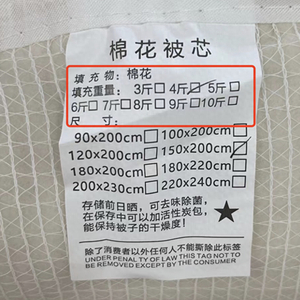 棉花被芯
填充物：棉花
填充重量：3斤□ 4斤☑ 5斤□
6斤□ 7斤□ 8斤□ 9斤□ 10斤□
尺寸：
90x200cm□ 100x200cm□
120x200cm□ 150x200cm☑
180x200cm□ 180x220cm□
200x230cm□ 220x240cm□
存储前日晒，可去味除菌，
在保存中可以加活性炭包，
能保持被子的干燥度！
除了消费者以外任何人不能撕除此标签
UNDER PENALTY OF LAW THIS TAG NOT TO
BE REMOVED EXCEPT BY THE CONSUMER